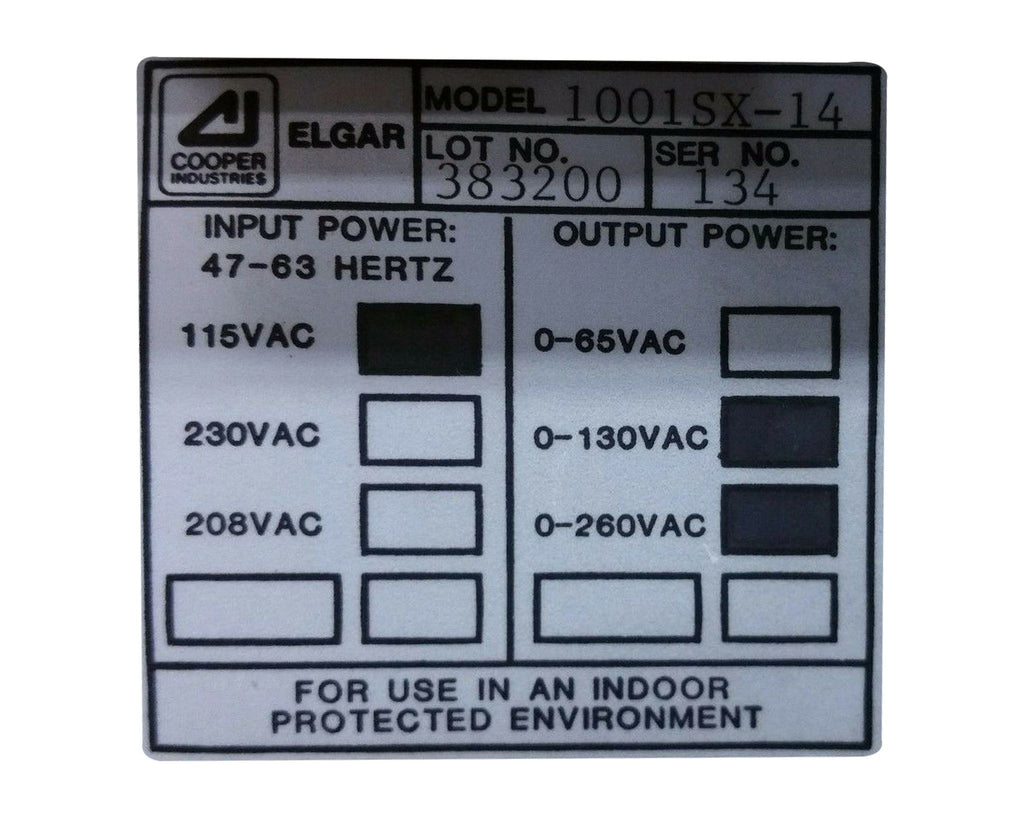 COOPER
INDUSTRIES
ELGAR
MODEL 1001SX-14
LOT NO.
383200
SER NO.
134
INPUT POWER:
47-63 HERTZ
115VAC
230VAC
208VAC
OUTPUT POWER:
0-65VAC
0-130VAC
0-260VAC
FOR USE IN AN INDOOR
PROTECTED ENVIRONMENT